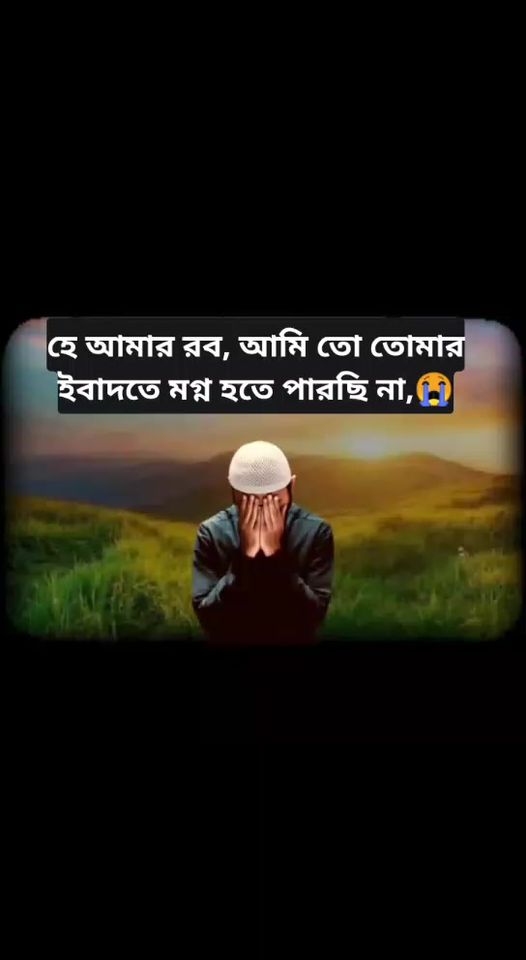 হে আমার রব, আমি তো তোমার
ইবাদতে মগ্ন হতে পারছি না,😭